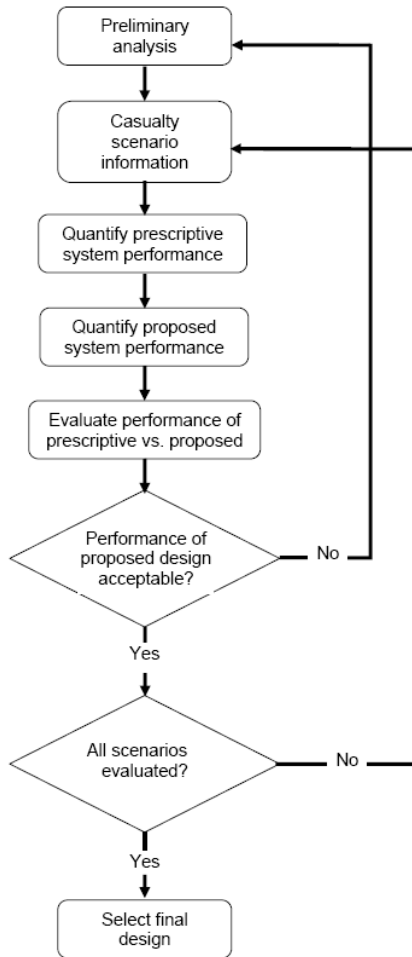 Preliminary
analysis
Casualty
scenario
information
Quantify prescriptive
system performance
Quantify proposed
system performance
Evaluate performance of
prescriptive vs. proposed
Performance of
proposed design
acceptable?
No
Yes
All scenarios
evaluated?
No
Yes
Select final
design